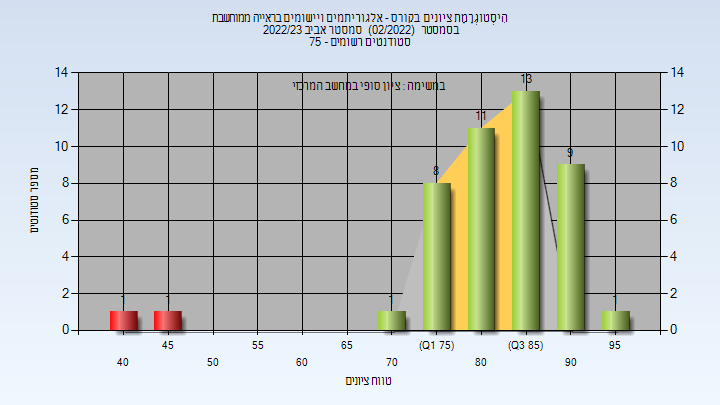 היסטוגרמת ציונים בקורס - אלגוריתמים ויישומים בראייה ממוחשבת
בסמסטר (02/2022) סמסטר אביב 2022/23
סטודנטים רשומים - 75
במשימה : ציון סופי במחשב המרכזי
14 14
12 12
10 10
8 8
6 6
4 4
2 2
0 0
1 1 1 8 11 13 9 1
מספר סטודנטים
45 55 65 (Q1 75) (Q3 85) 95
40 50 60 70 80 90
טווח ציונים